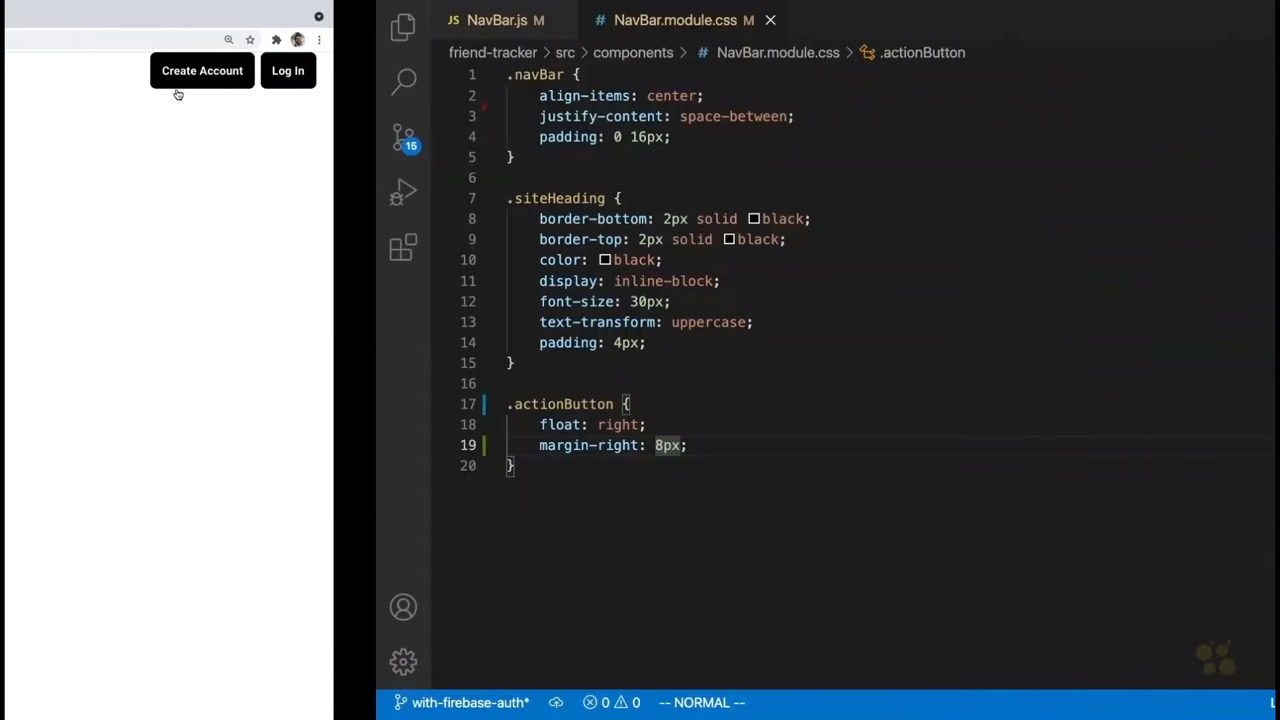 Create Account
Log In
JS NavBar.js M
# NavBar.module.css M
friend-tracker > src > components > # NavBar.module.css > .actionButton
1 .navBar {
2 align-items: center;
3 justify-content: space-between;
4 padding: 0 16px;
5 }
6
7 .siteHeading {
8 border-bottom: 2px solid black;
9 border-top: 2px solid black;
10 color: black;
11 display: inline-block;
12 font-size: 30px;
13 text-transform: uppercase;
14 padding: 4px;
15 }
16
17 .actionButton {
18 float: right;
19 margin-right: 8px;
20 }
15
with-firebase-auth* 0 0 -- NORMAL --